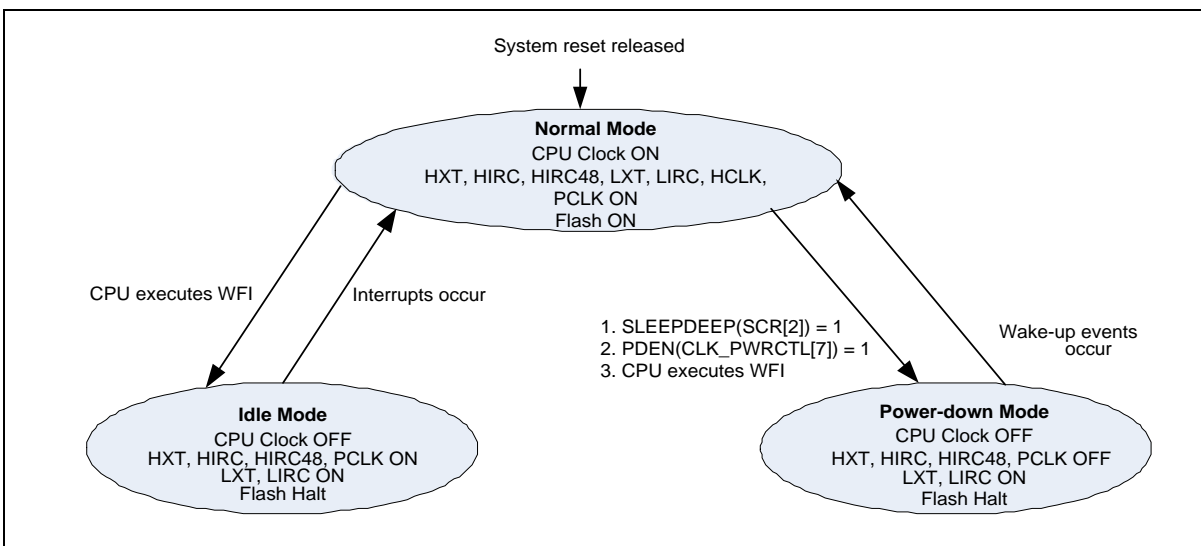 System reset released
Normal Mode
CPU Clock ON
HXT, HIRC, HIRC48, LXT, LIRC, HCLK,
PCLK ON
Flash ON
CPU executes WFI
Interrupts occur
1. SLEEPDEEP(SCR[2]) = 1
2. PDEN(CLK_PWRCTL[7]) = 1
3. CPU executes WFI
Wake-up events
occur
Idle Mode
CPU Clock OFF
HXT, HIRC, HIRC48, PCLK ON
LXT, LIRC ON
Flash Halt
Power-down Mode
CPU Clock OFF
HXT, HIRC, HIRC48, PCLK OFF
LXT, LIRC ON
Flash Halt